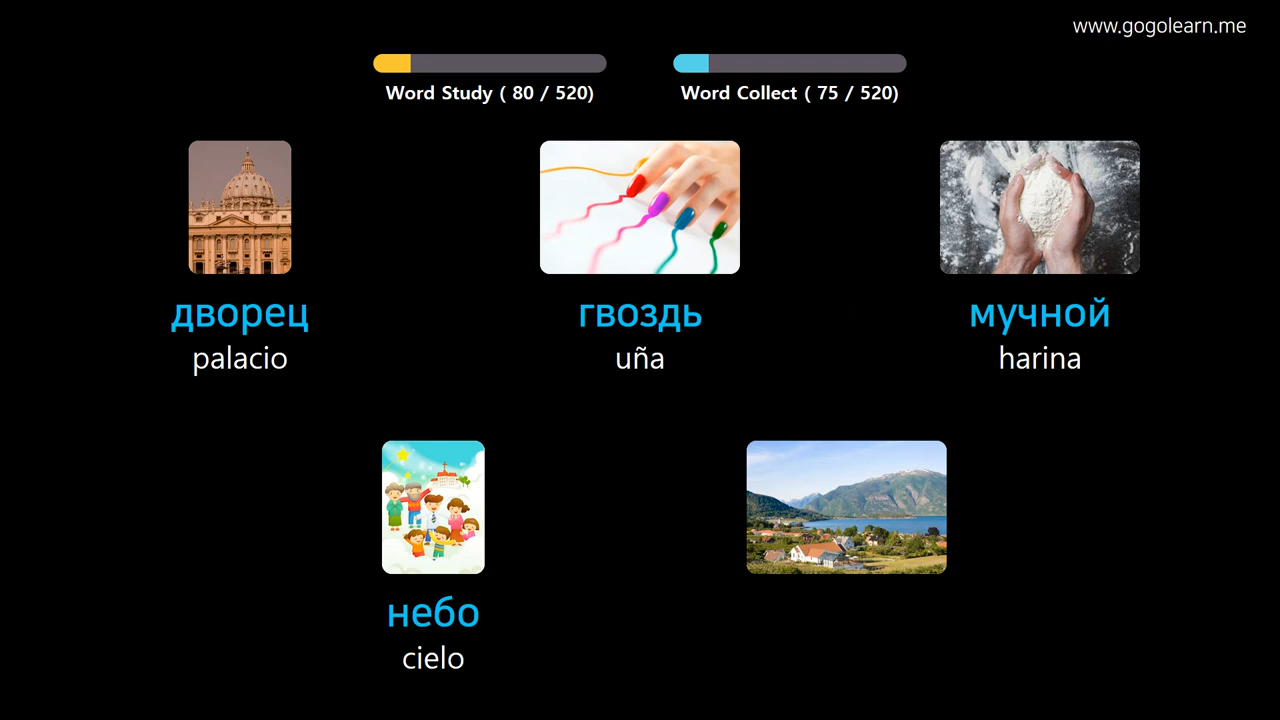 www.gogolearn.me
Word Study ( 80 / 520)
Word Collect ( 75 / 520)
дворец
palacio
гвоздь
uña
мучной
harina
небо
cielo